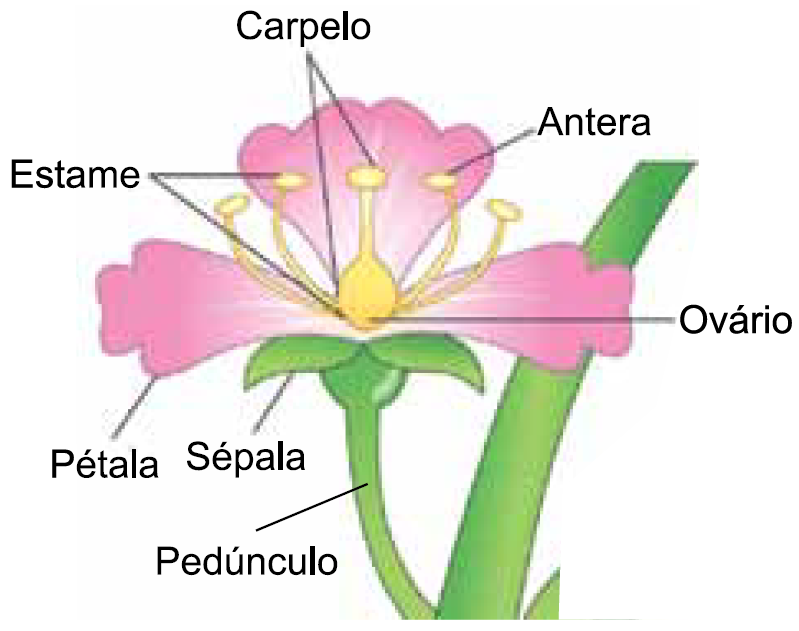 Carpelo
Antera
Estame
Ovário
Pétala
Sépala
Pedúnculo